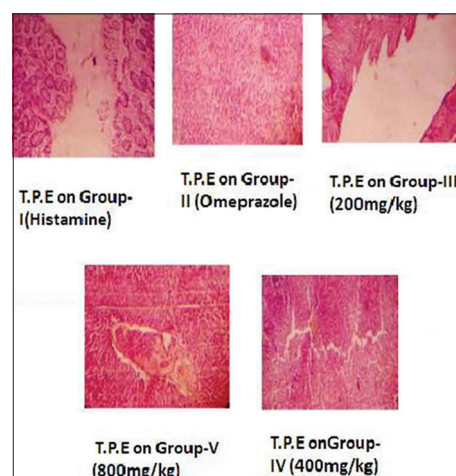 T.P.E on Group-
I(Histamine)
T.P.E on Group-
II (Omeprazole)
T.P.E on Group-III
(200mg/kg)
T.P.E on Group-V
(800mg/kg)
T.P.E onGroup-
IV (400mg/kg)